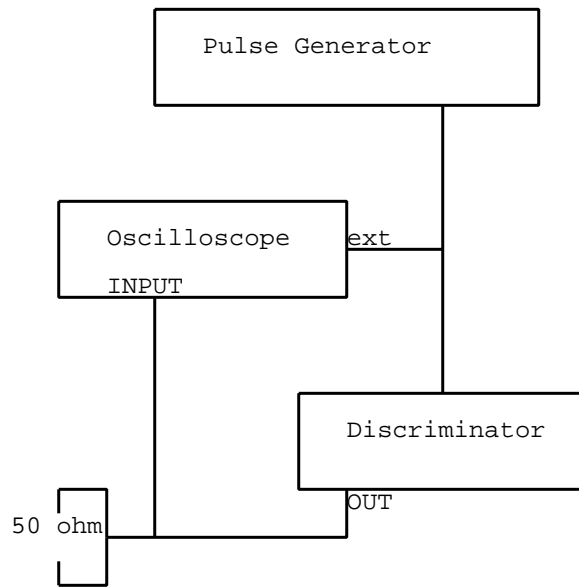 Pulse Generator
Oscilloscope
ext
INPUT
Discriminator
OUT
50 ohm